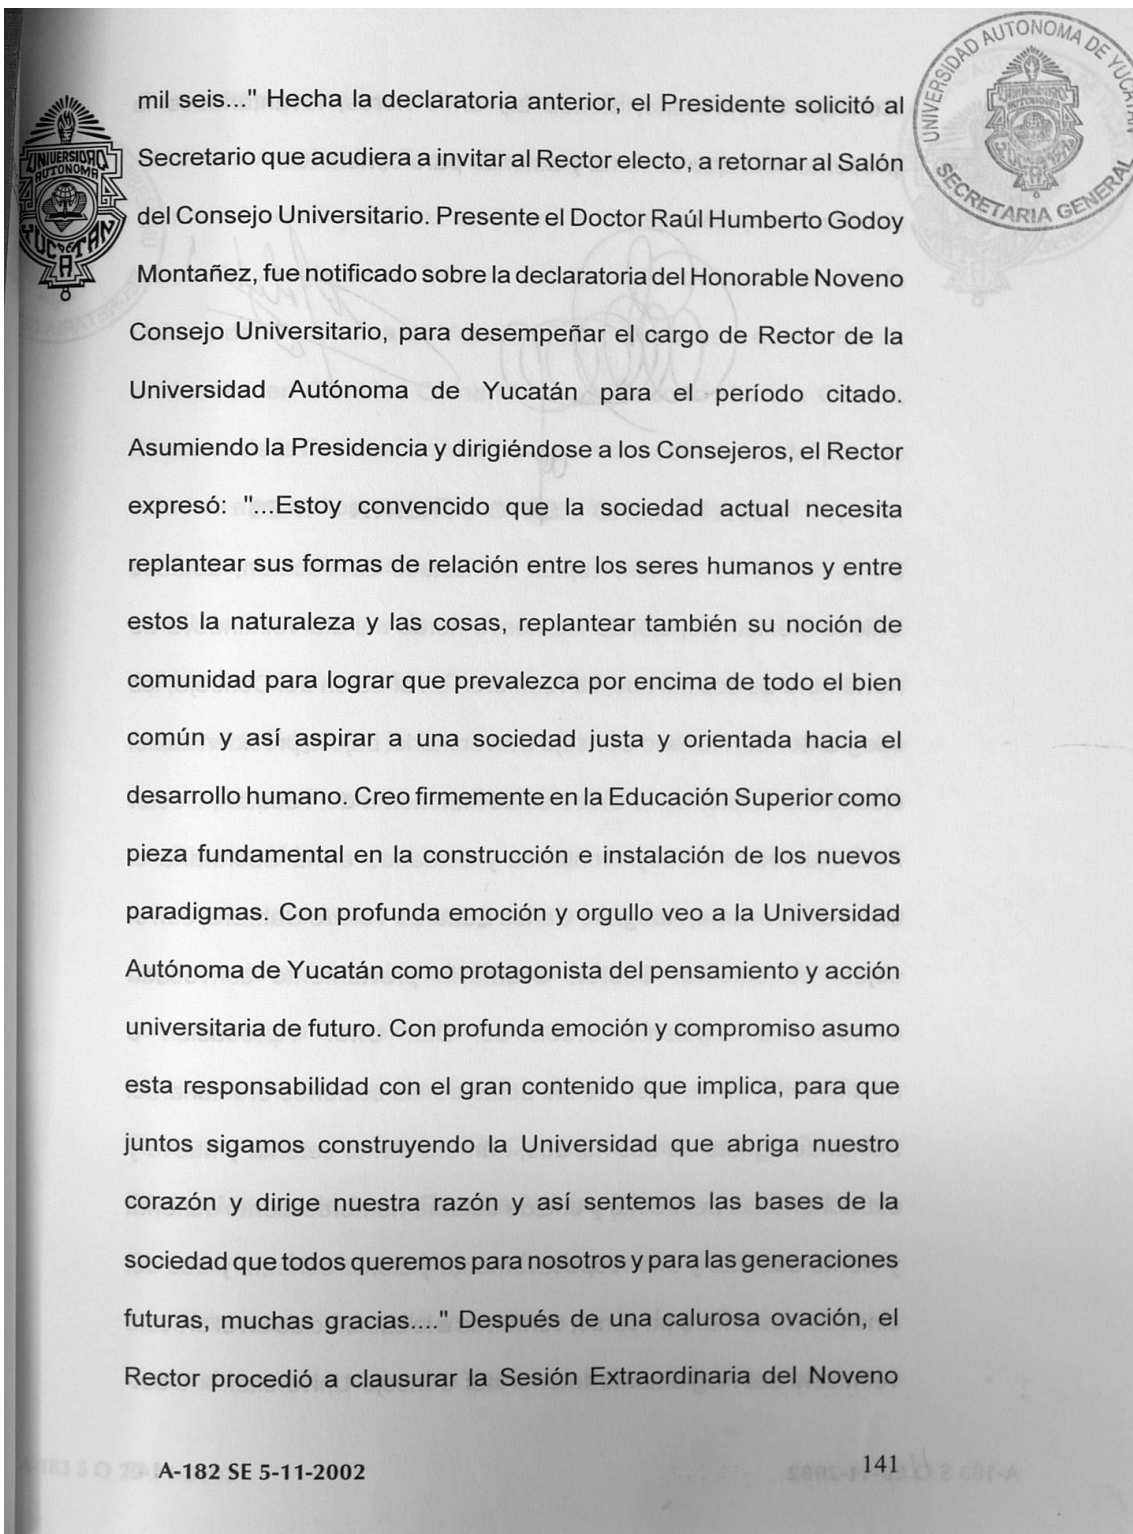 UNIVERSIDAD AUTONOMA DE YUCATAN
SECRETARIA GENERAL
UNIVERSIDAD
AUTONOMA
DE
YUCATAN
mil seis..." Hecha la declaratoria anterior, el Presidente solicitó al
Secretario que acudiera a invitar al Rector electo, a retornar al Salón
del Consejo Universitario. Presente el Doctor Raúl Humberto Godoy
Montañez, fue notificado sobre la declaratoria del Honorable Noveno
Consejo Universitario, para desempeñar el cargo de Rector de la
Universidad Autónoma de Yucatán para el período citado.
Asumiendo la Presidencia y dirigiéndose a los Consejeros, el Rector
expresó: "...Estoy convencido que la sociedad actual necesita
replantear sus formas de relación entre los seres humanos y entre
estos la naturaleza y las cosas, replantear también su noción de
comunidad para lograr que prevalezca por encima de todo el bien
común y así aspirar a una sociedad justa y orientada hacia el
desarrollo humano. Creo firmemente en la Educación Superior como
pieza fundamental en la construcción e instalación de los nuevos
paradigmas. Con profunda emoción y orgullo veo a la Universidad
Autónoma de Yucatán como protagonista del pensamiento y acción
universitaria de futuro. Con profunda emoción y compromiso asumo
esta responsabilidad con el gran contenido que implica, para que
juntos sigamos construyendo la Universidad que abriga nuestro
corazón y dirige nuestra razón y así sentemos las bases de la
sociedad que todos queremos para nosotros y para las generaciones
futuras, muchas gracias...." Después de una calurosa ovación, el
Rector procedió a clausurar la Sesión Extraordinaria del Noveno
A-182 SE 5-11-2002
141